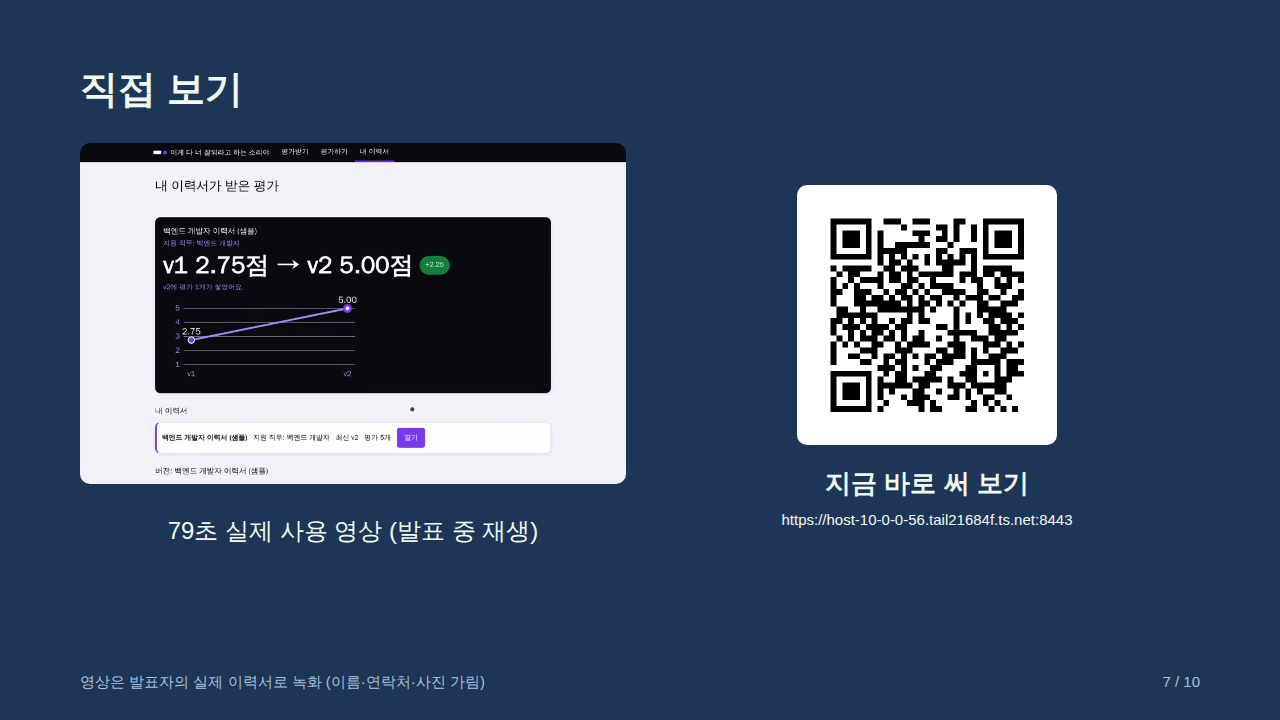 직접 보기
이게 다 너 잘되라고 하는 소리야 평가받기 평가하기 내 이력서
내 이력서가 받은 평가
백엔드 개발자 이력서 (샘플)
지원 직무: 백엔드 개발자
v1 2.75점 → v2 5.00점 +2.25
v2에 평가 1개가 쌓였어요.
5.00
5
4
2.75
3
2
1
v1 v2
내 이력서
백엔드 개발자 이력서 (샘플) 지원 직무: 백엔드 개발자 최신 v2 평가 5개 열기
버전: 백엔드 개발자 이력서 (샘플)
79초 실제 사용 영상 (발표 중 재생)
지금 바로 써 보기
https://host-10-0-0-56.tail21684f.ts.net:8443
영상은 발표자의 실제 이력서로 녹화 (이름·연락처·사진 가림)
7 / 10